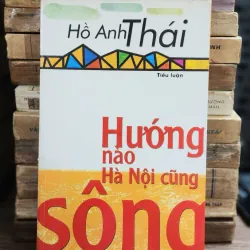 Hồ Anh Thái
Tiểu luận
Hướng
nào
Hà Nội cũng
sông